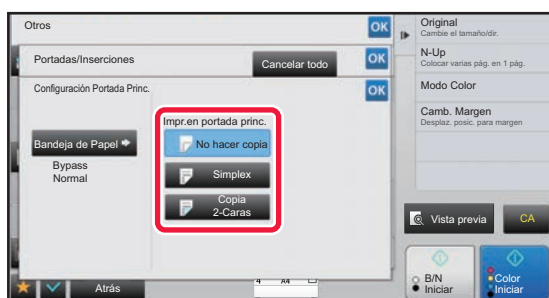 Otros
OK
Portadas/Inserciones
Cancelar todo
OK
Configuración Portada Princ.
OK
Impr.en portada princ.
Bandeja de Papel
Bypass
Normal
No hacer copia
Simplex
Copia
2-Caras
Atrás
4 A4
Original
Cambie el tamaño/dir.
N-Up
Colocar varias pág. en 1 pág.
Modo Color
Camb. Margen
Desplaz. posic. para margen
Vista previa
CA
B/N
Iniciar
Color
Iniciar